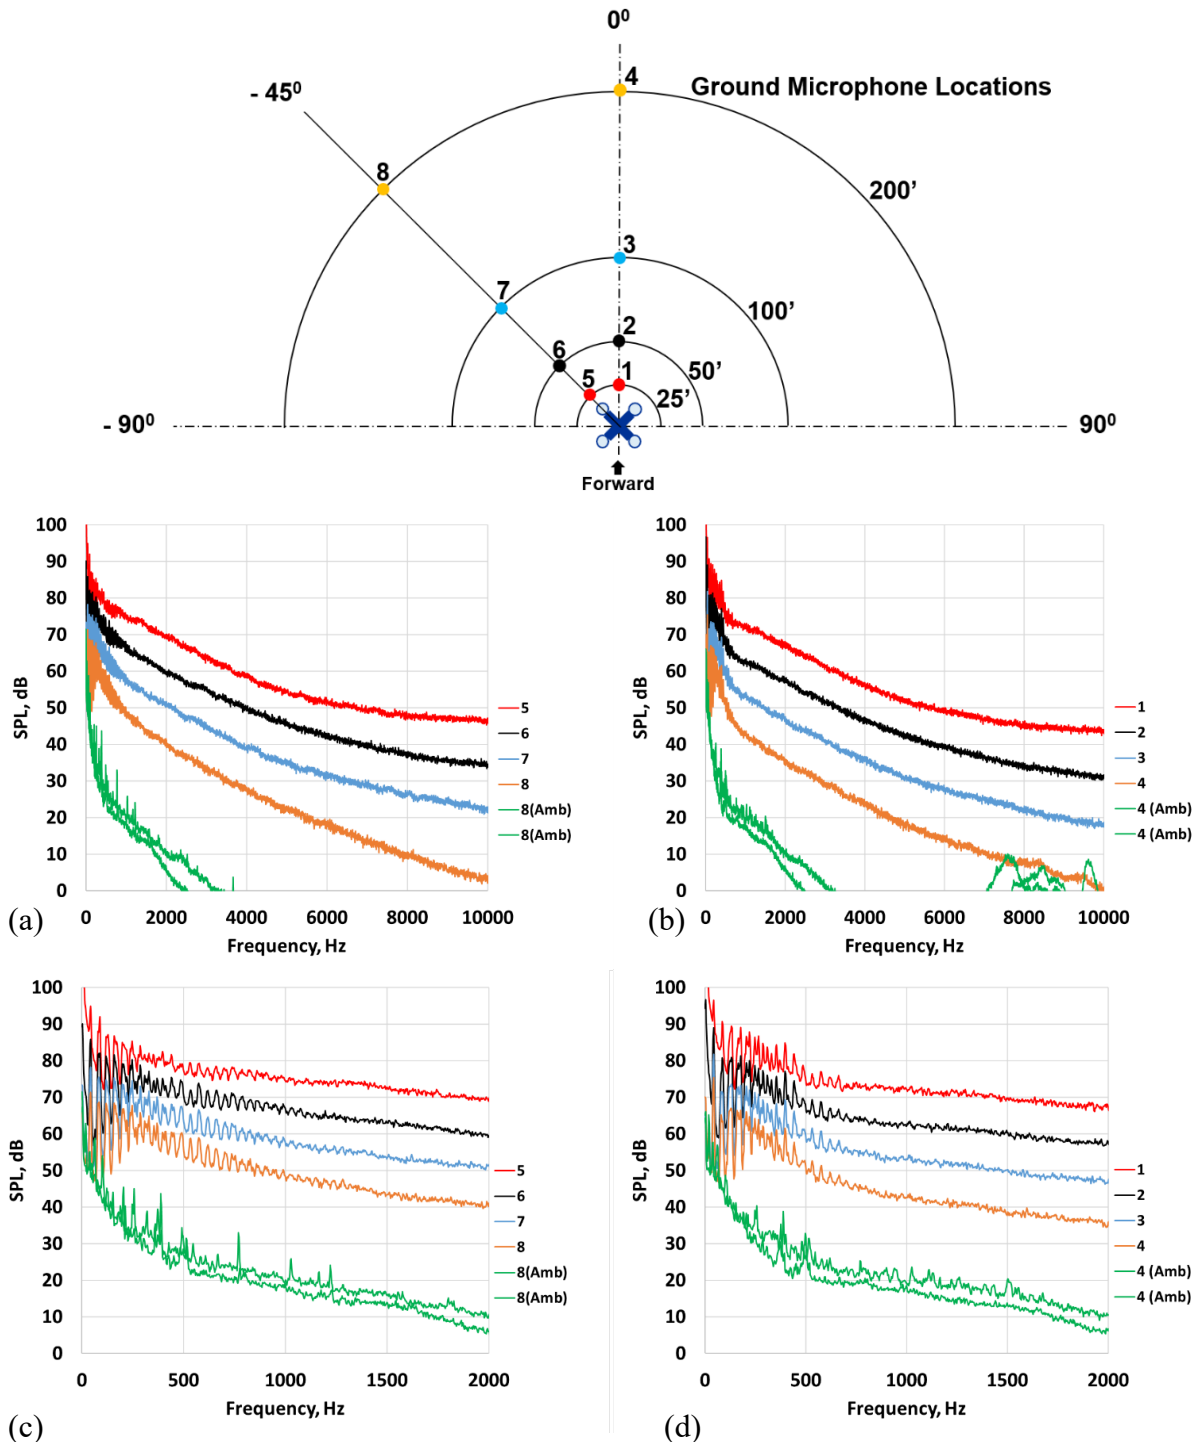 0⁰
4
Ground Microphone Locations
- 45⁰
8
200’
3
7
100’
2
6
50’
1
5
25’
- 90⁰
90⁰
Forward
100
90
80
70
60
50
40
30
20
10
0
SPL, dB
0 2000 4000 6000 8000 10000
Frequency, Hz
5
6
7
8
8(Amb)
8(Amb)
(a)
100
90
80
70
60
50
40
30
20
10
0
SPL, dB
0 2000 4000 6000 8000 10000
Frequency, Hz
1
2
3
4
4 (Amb)
4 (Amb)
(b)
100
90
80
70
60
50
40
30
20
10
0
SPL, dB
0 500 1000 1500 2000
Frequency, Hz
5
6
7
8
8(Amb)
8(Amb)
(c)
100
90
80
70
60
50
40
30
20
10
0
SPL, dB
0 500 1000 1500 2000
Frequency, Hz
1
2
3
4
4 (Amb)
4 (Amb)
(d)